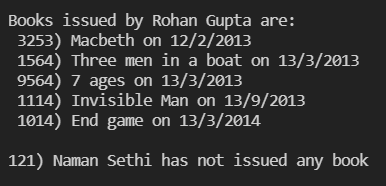 Books issued by Rohan Gupta are:
3253) Macbeth on 12/2/2013
1564) Three men in a boat on 13/3/2013
9564) 7 ages on 13/3/2013
1114) Invisible Man on 13/9/2013
1014) End game on 13/3/2014
121) Naman Sethi has not issued any book